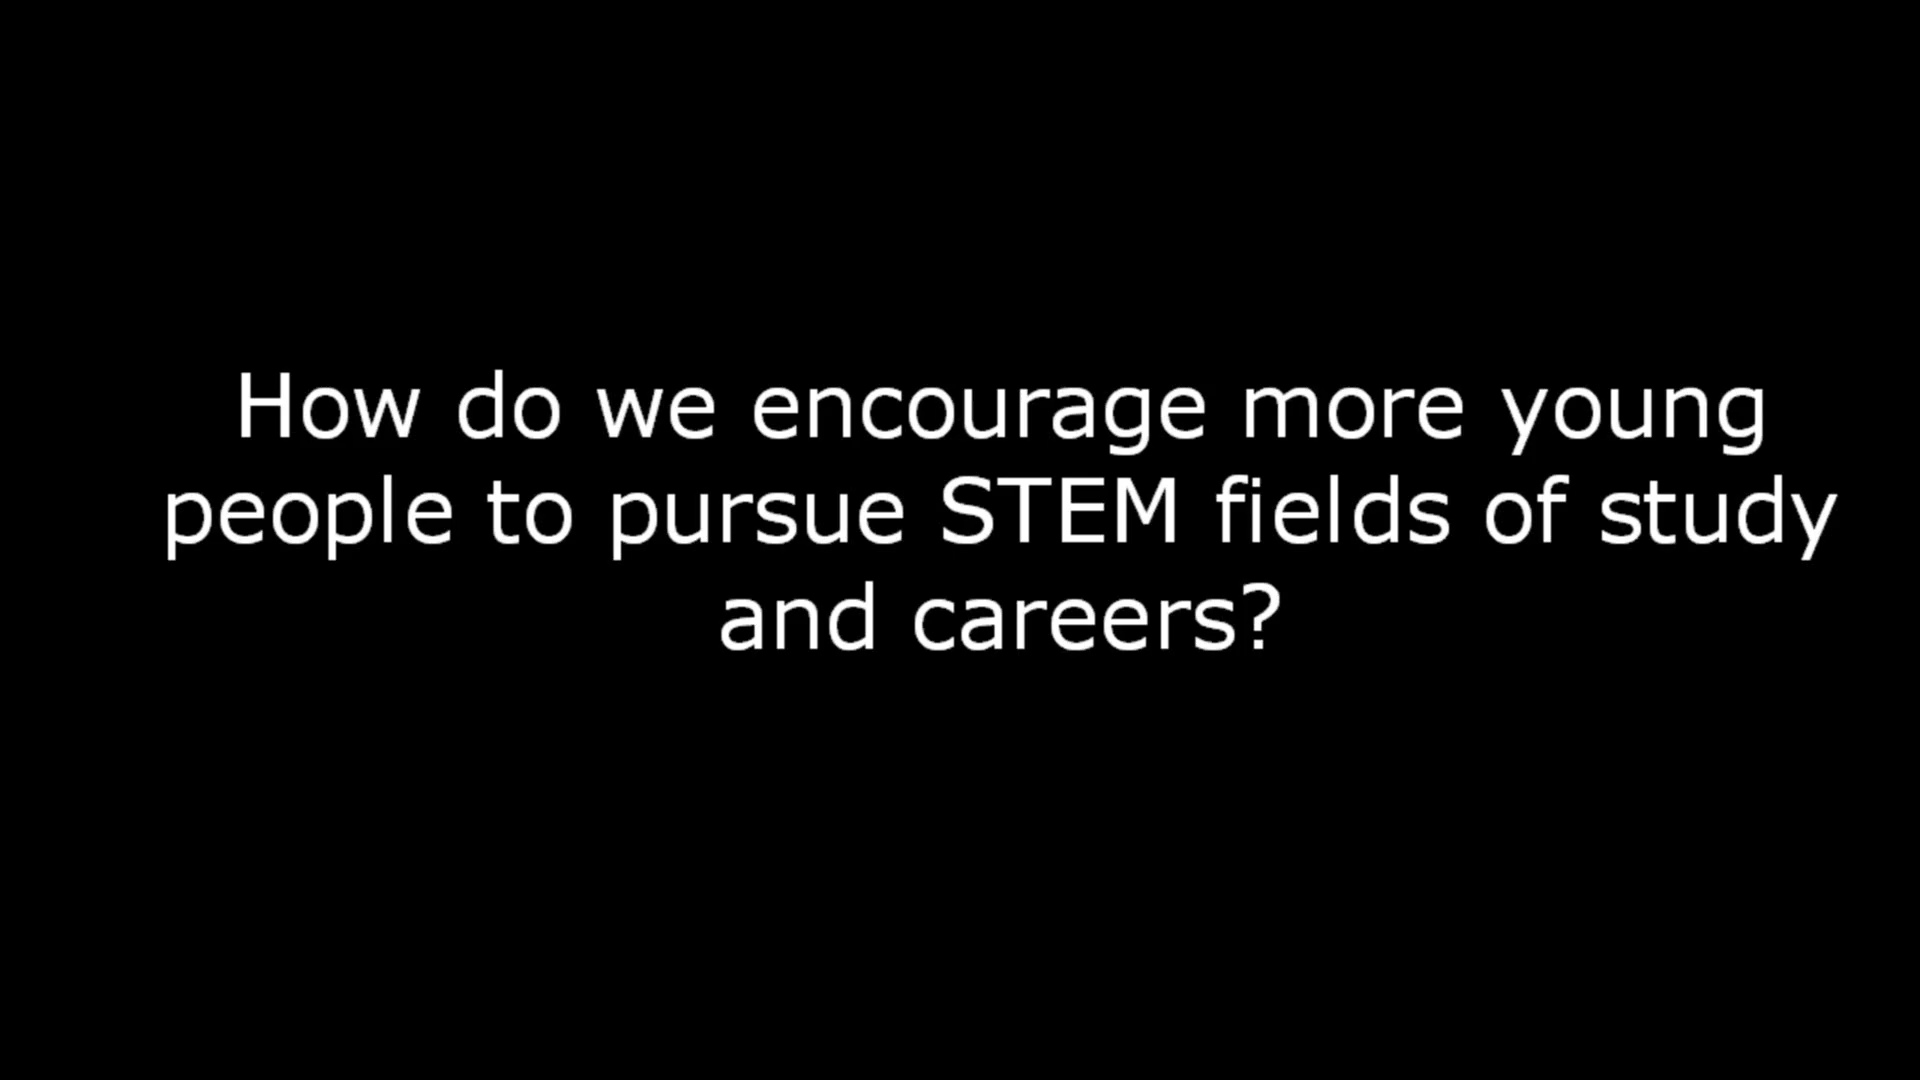 How do we encourage more young
people to pursue STEM fields of study
and careers?